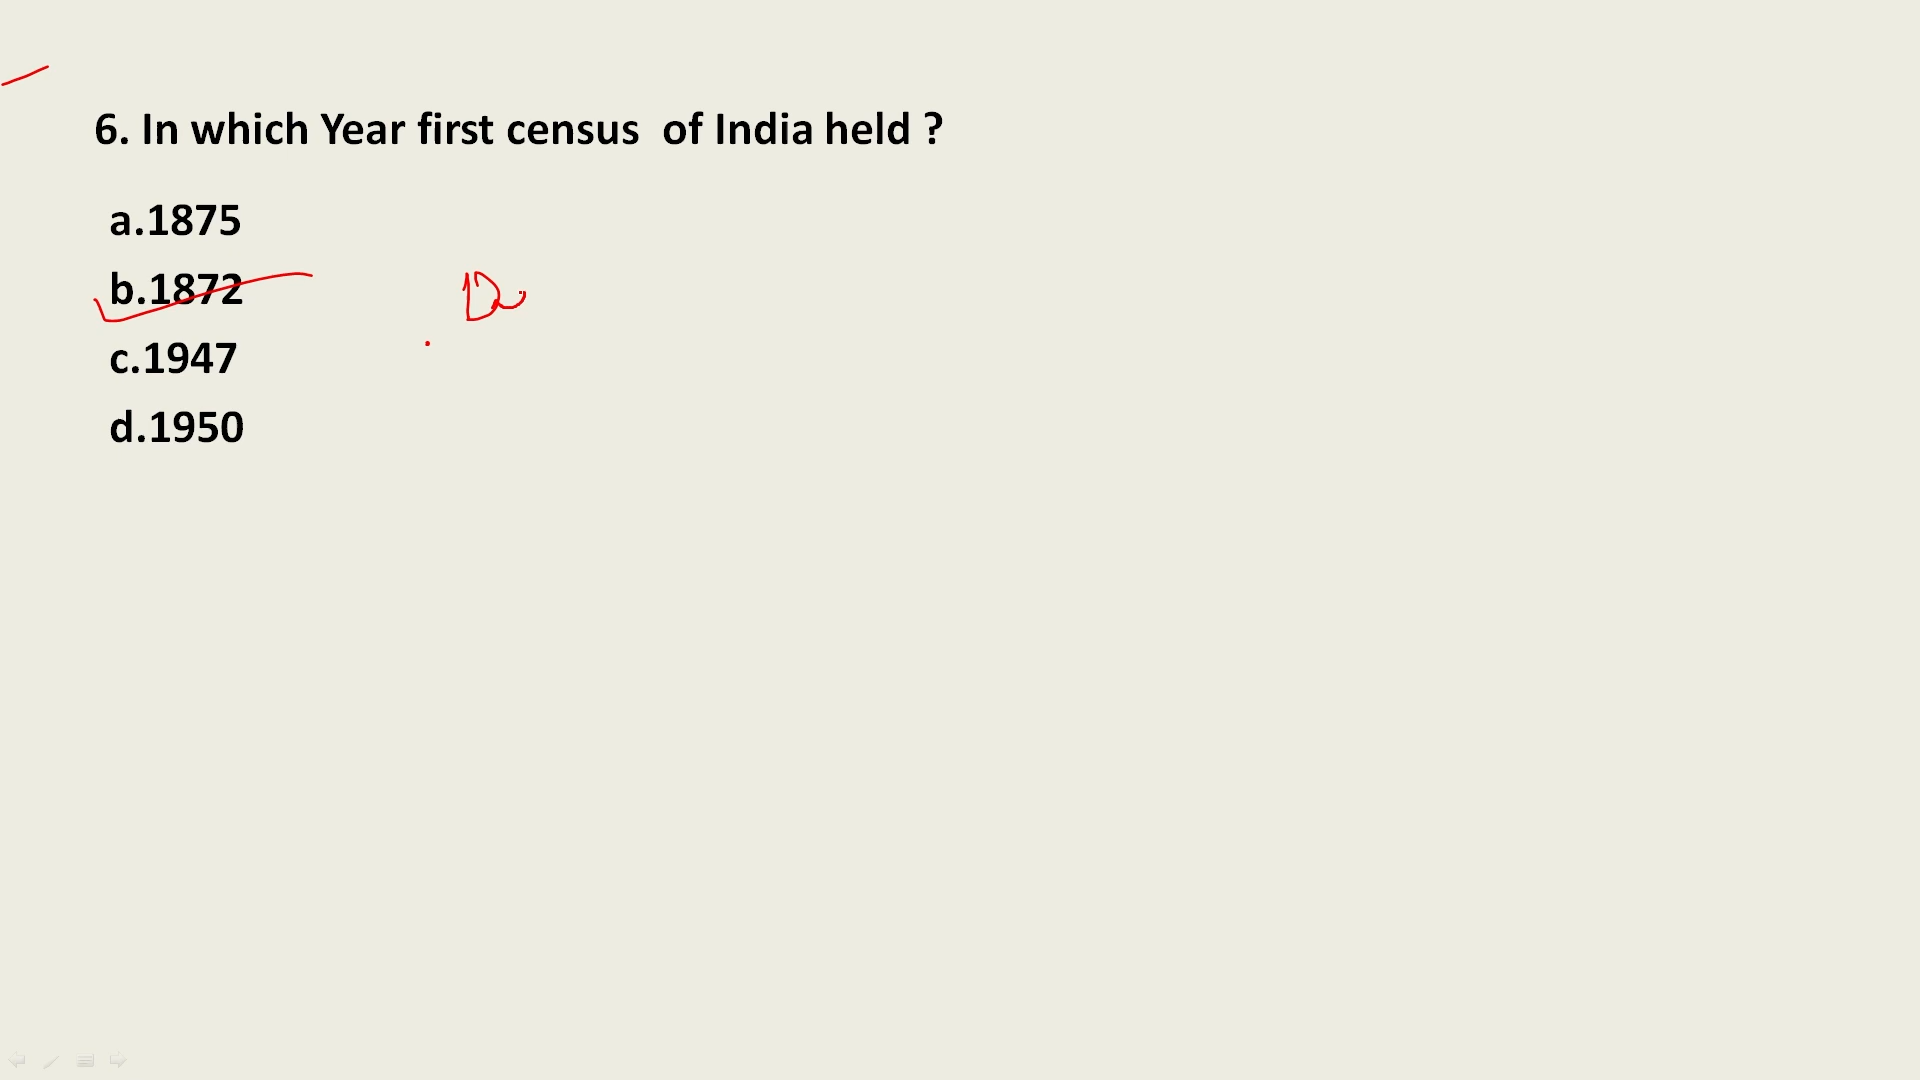 6. In which Year first census  of India held ?
a.1875
b.1872
c.1947
d.1950